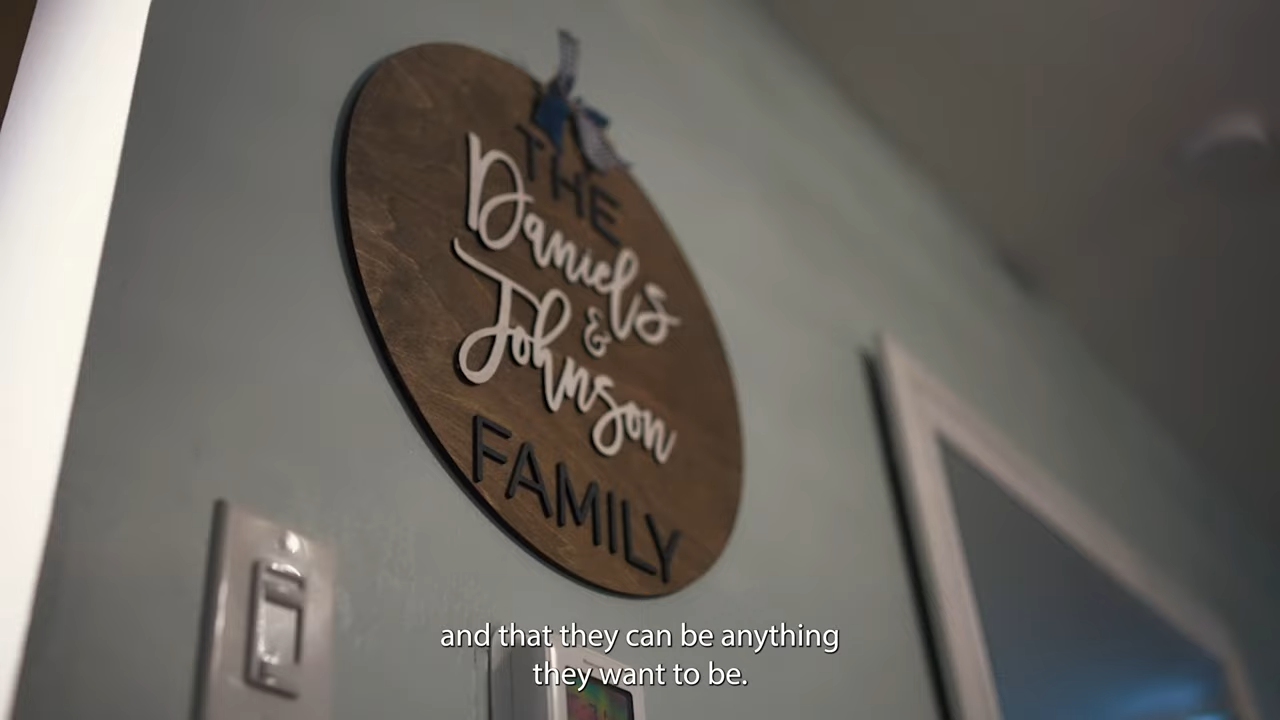 THE
Daniels
&
Johnson
FAMILY
and that they can be anything
they want to be.